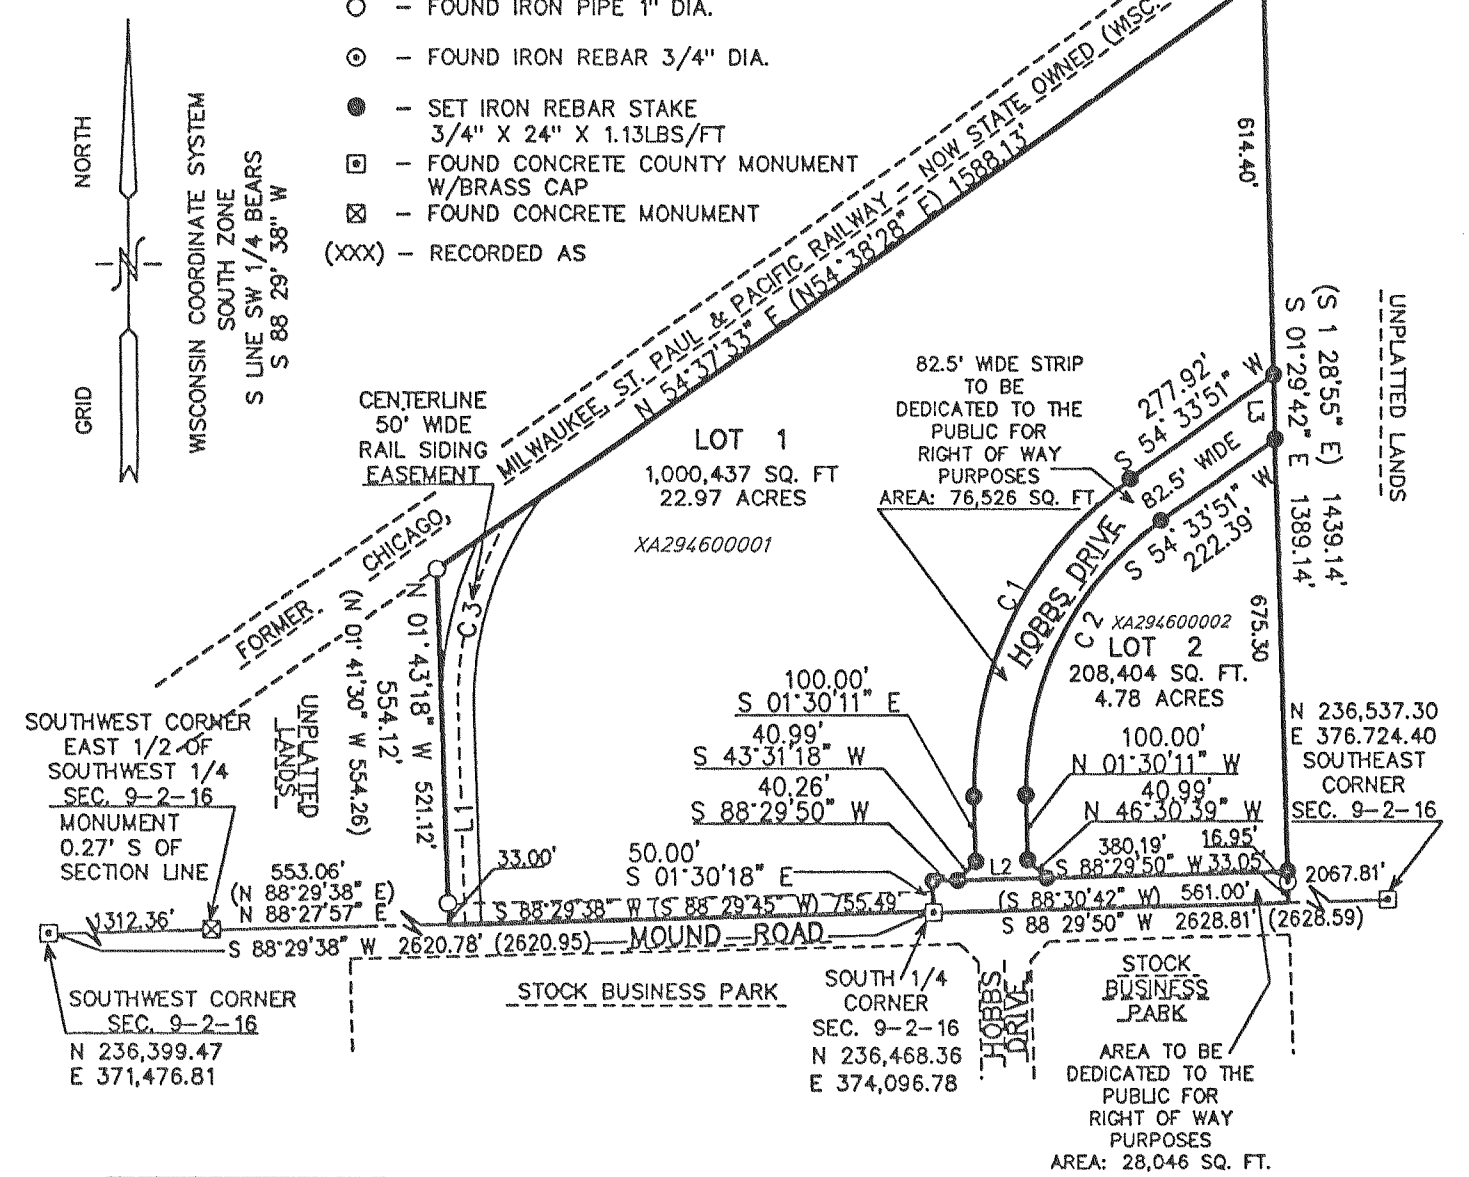 ○ — FOUND IRON PIPE 1" DIA.
⊙ — FOUND IRON REBAR 3/4" DIA.
● — SET IRON REBAR STAKE
3/4" X 24" X 1.13LBS/FT
— FOUND CONCRETE COUNTY MONUMENT
W/BRASS CAP
— FOUND CONCRETE MONUMENT
(XXX) — RECORDED AS
NORTH
GRID
WISCONSIN COORDINATE SYSTEM
SOUTH ZONE
S LINE SW 1/4 BEARS
S 88 29' 38" W
FORMER CHICAGO, MILWAUKEE, ST. PAUL & PACIFIC RAILWAY - NOW STATE OWNED (WISC.
N 54°37'33" E (N54°38'28" E) 1588.13'
614.40'
CENTERLINE
50' WIDE
RAIL SIDING
EASEMENT
LOT 1
1,000,437 SQ. FT
22.97 ACRES
XA294600001
82.5' WIDE STRIP
TO BE
DEDICATED TO THE
PUBLIC FOR
RIGHT OF WAY
PURPOSES
AREA: 76,526 SQ. FT
277.92'
S 54° 33'51" W
L3
82.5' WIDE
S 54° 33'51" W
222.39'
(S 1 28'55" E) 1439.14'
S 01°29'42" E 1389.14'
UNPLATTED LANDS
C1
HOBBS DRIVE
C2
C3
XA294600002
LOT 2
208,404 SQ. FT.
4.78 ACRES
675.30
N 01°43'18" W 521.12'
554.12'
(N 01°41'30" W 554.26)
UNPLATTED
LANDS
L1
SOUTHWEST CORNER
EAST 1/2 OF
SOUTHWEST 1/4
SEC. 9-2-16
MONUMENT
0.27' S OF
SECTION LINE
100.00'
S 01°30'11" E
40.99'
S 43°31'18" W
40.26'
S 88°29'50" W
50.00'
S 01°30'18" E
33.00'
100.00'
N 01°30'11" W
40.99'
N 46°30'39" W
N 236,537.30
E 376.724.40
SOUTHEAST
CORNER
SEC. 9-2-16
380.19'
16.95'
L2
S 88°29'50" W
33.05'
2067.81'
553.06'
(N 88°29'38" E)
N 88°27'57" E
1312.36'
S 88°29'38" W (S 88°29'45" W) 755.49'
(S 88°30'42" W) 561.00'
S 88°29'38" W 2620.78' (2620.95)
MOUND ROAD
S 88 29'50" W 2628.81' (2628.59)
SOUTHWEST CORNER
SEC. 9-2-16
N 236,399.47
E 371,476.81
STOCK BUSINESS PARK
SOUTH 1/4
CORNER
SEC. 9-2-16
N 236,468.36
E 374,096.78
HOBBS
DRIVE
STOCK
BUSINESS
PARK
AREA TO BE
DEDICATED TO THE
PUBLIC FOR
RIGHT OF WAY
PURPOSES
AREA: 28,046 SQ. FT.